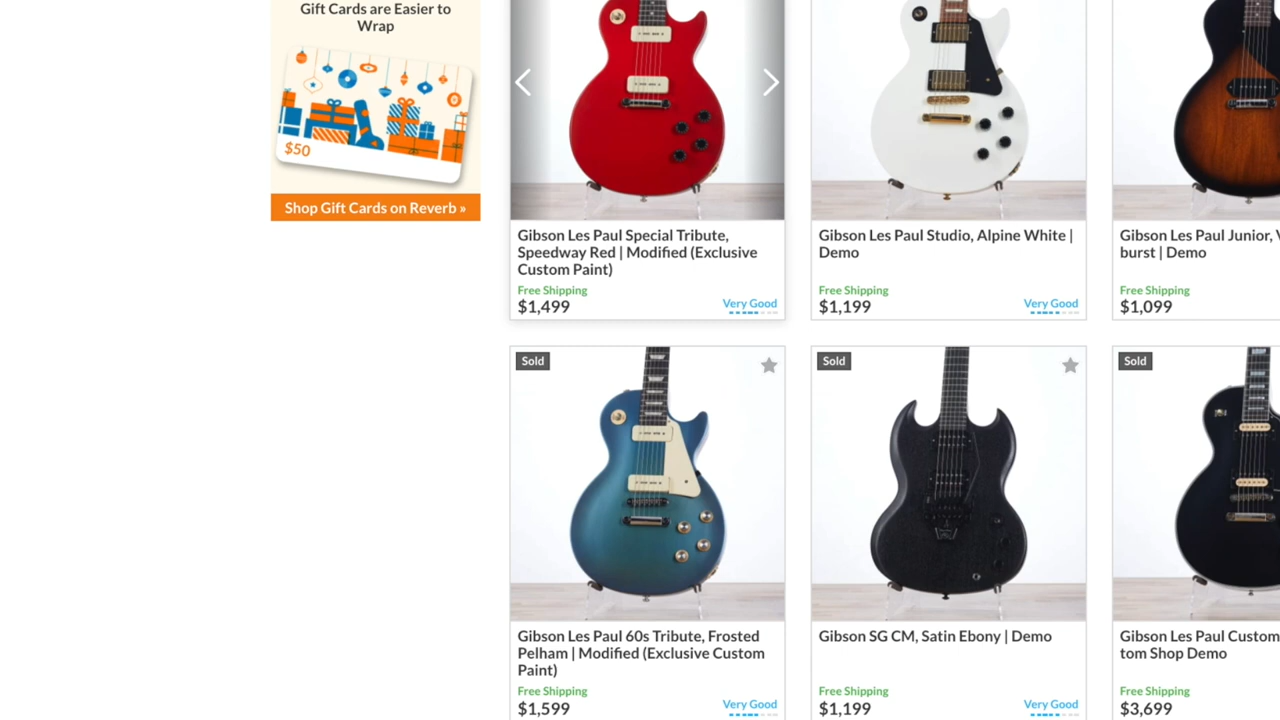 Gift Cards are Easier to
Wrap
$50
Shop Gift Cards on Reverb »
Gibson Les Paul Special Tribute,
Speedway Red | Modified (Exclusive
Custom Paint)
Free Shipping
$1,499
Very Good
Gibson Les Paul Studio, Alpine White |
Demo
Free Shipping
$1,199
Very Good
Gibson Les Paul Junior,
burst | Demo
Free Shipping
$1,099
Sold
Gibson Les Paul 60s Tribute, Frosted
Pelham | Modified (Exclusive Custom
Paint)
Free Shipping
$1,599
Very Good
Sold
Gibson SG CM, Satin Ebony | Demo
Free Shipping
$1,199
Very Good
Sold
Gibson Les Paul Custom
tom Shop Demo
Free Shipping
$3,699